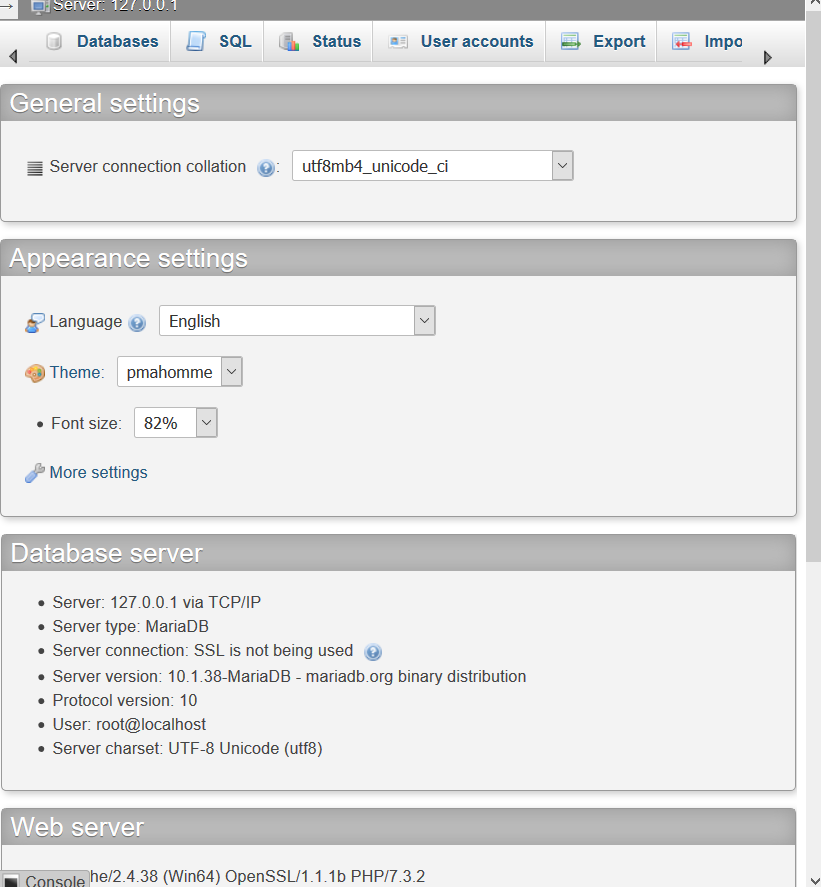 Server: 127.0.0.1
Databases SQL Status User accounts Export Impo
General settings
Server connection collation : utf8mb4_unicode_ci
Appearance settings
Language English
Theme: pmahomme
• Font size: 82%
More settings
Database server
• Server: 127.0.0.1 via TCP/IP
• Server type: MariaDB
• Server connection: SSL is not being used
• Server version: 10.1.38-MariaDB - mariadb.org binary distribution
• Protocol version: 10
• User: root@localhost
• Server charset: UTF-8 Unicode (utf8)
Web server
he/2.4.38 (Win64) OpenSSL/1.1.1b PHP/7.3.2
Console